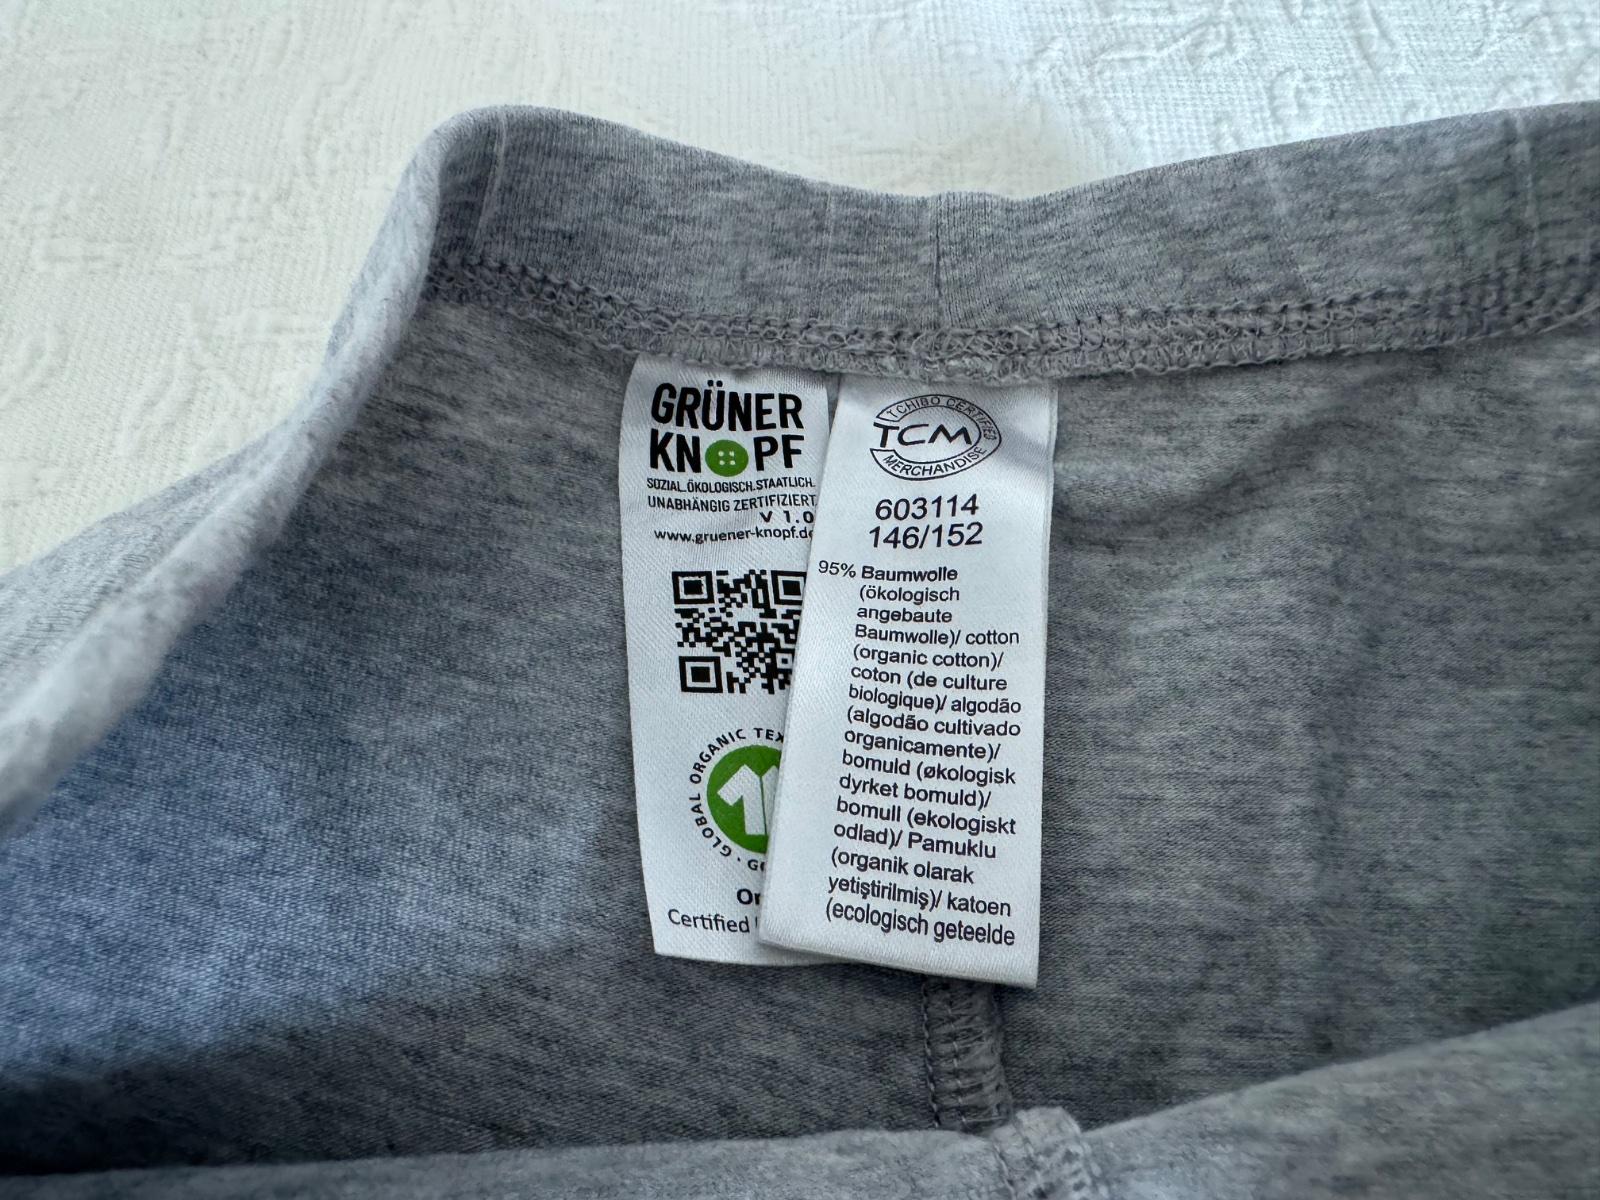 GRÜNER
KNOPF
SOZIAL.ÖKOLOGISCH.STAATLICH.
UNABHÄNGIG ZERTIFIZIERT
V 1.0
www.gruener-knopf.de
GLOBAL ORGANIC
Certified
TCHIBO CERTIFIED
TCM
MERCHANDISE
603114
146/152
95% Baumwolle
(ökologisch
angebaute
Baumwolle)/ cotton
(organic cotton)/
coton (de culture
biologique)/ algodão
(algodão cultivado
organicamente)/
bomuld (økologisk
dyrket bomuld)/
bomull (ekologiskt
odlad)/ Pamuklu
(organik olarak
yetiştirilmiş)/ katoen
(ecologisch geteelde